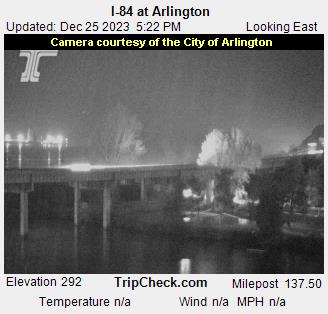 I-84 at Arlington
Updated: Dec 25 2023 5:22 PM Looking East
Camera courtesy of the City of Arlington
Elevation 292 TripCheck.com Milepost 137.50
Temperature n/a Wind n/a MPH n/a